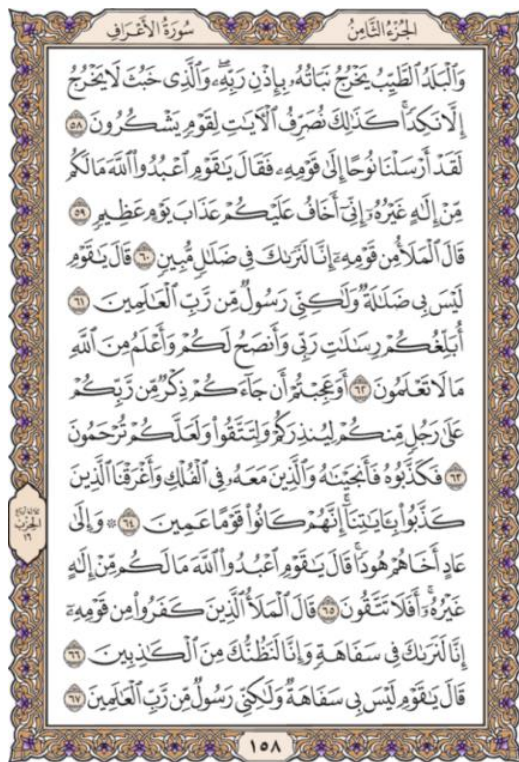 الجزء الثامن
سورة الأعراف
وَٱلْبَلَدُ ٱلطَّيِّبُ يَخْرُجُ نَبَاتُهُۥ بِإِذْنِ رَبِّهِۦۖ وَٱلَّذِى خَبُثَ لَا يَخْرُجُ
إِلَّا نَكِدًاۚ كَذَٰلِكَ نُصَرِّفُ ٱلْءَايَٰتِ لِقَوْمٍ يَشْكُرُونَ ٥٨
لَقَدْ أَرْسَلْنَا نُوحًا إِلَىٰ قَوْمِهِۦ فَقَالَ يَٰقَوْمِ ٱعْبُدُوا۟ ٱللَّهَ مَا لَكُم
مِّنْ إِلَٰهٍ غَيْرُهُۥٓ إِنِّىٓ أَخَافُ عَلَيْكُمْ عَذَابَ يَوْمٍ عَظِيمٍ ٥٩
قَالَ ٱلْمَلَأُ مِن قَوْمِهِۦٓ إِنَّا لَنَرَىٰكَ فِى ضَلَٰلٍ مُّبِينٍ ٦٠ قَالَ يَٰقَوْمِ
لَيْسَ بِى ضَلَٰلَةٌ وَلَٰكِنِّى رَسُولٌ مِّن رَّبِّ ٱلْعَٰلَمِينَ ٦١
أُبَلِّغُكُمْ رِسَٰلَٰتِ رَبِّى وَأَنصَحُ لَكُمْ وَأَعْلَمُ مِنَ ٱللَّهِ
مَا لَا تَعْلَمُونَ ٦٢ أَوَعَجِبْتُمْ أَن جَآءَكُمْ ذِكْرٌ مِّن رَّبِّكُمْ
عَلَىٰ رَجُلٍ مِّنكُمْ لِيُنذِرَكُمْ وَلِتَتَّقُوا۟ وَلَعَلَّكُمْ تُرْحَمُونَ
٦٣ فَكَذَّبُوهُ فَأَنجَيْنَٰهُ وَٱلَّذِينَ مَعَهُۥ فِى ٱلْفُلْكِ وَأَغْرَقْنَا ٱلَّذِينَ
كَذَّبُوا۟ بِـَٔايَٰتِنَآۚ إِنَّهُمْ كَانُوا۟ قَوْمًا عَمِينَ ٦٤ ۞ وَإِلَىٰ
عَادٍ أَخَاهُمْ هُودًاۗ قَالَ يَٰقَوْمِ ٱعْبُدُوا۟ ٱللَّهَ مَا لَكُم مِّنْ إِلَٰهٍ
غَيْرُهُۥٓۚ أَفَلَا تَتَّقُونَ ٦٥ قَالَ ٱلْمَلَأُ ٱلَّذِينَ كَفَرُوا۟ مِن قَوْمِهِۦٓ
إِنَّا لَنَرَىٰكَ فِى سَفَاهَةٍ وَإِنَّا لَنَظُنُّكَ مِنَ ٱلْكَٰذِبِينَ ٦٦
قَالَ يَٰقَوْمِ لَيْسَ بِى سَفَاهَةٌ وَلَٰكِنِّى رَسُولٌ مِّن رَّبِّ ٱلْعَٰلَمِينَ ٦٧
الحزب
١٦
١٥٨